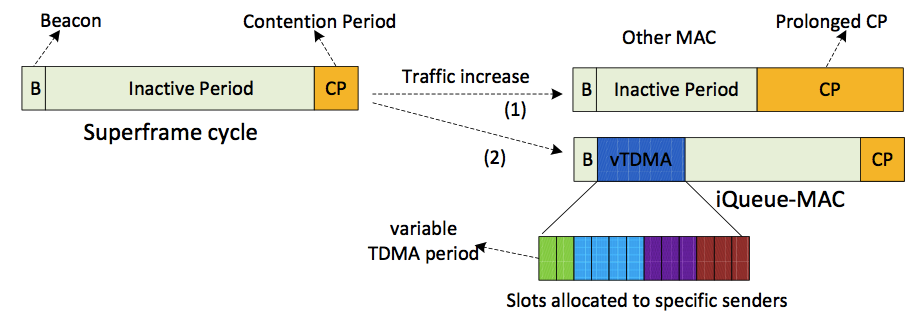 Beacon
Contention Period
B
Inactive Period
CP
Superframe cycle
Traffic increase
(1)
(2)
Other MAC
Prolonged CP
B
Inactive Period
CP
B
vTDMA
CP
iQueue-MAC
variable
TDMA period
Slots allocated to specific senders